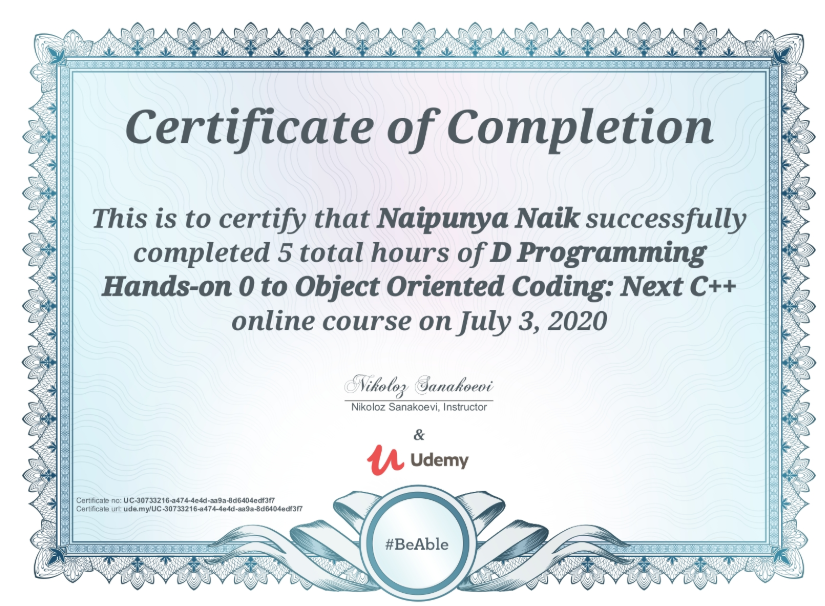 Certificate of Completion
This is to certify that Naipunya Naik successfully
completed 5 total hours of D Programming
Hands-on 0 to Object Oriented Coding: Next C++
online course on July 3, 2020
Nikoloz Sanakoevi
Nikoloz Sanakoevi, Instructor
&
Udemy
Certificate no: UC-30733216-a474-4e4d-aa9a-8d6404edf3f7
Certificate url: ude.my/UC-30733216-a474-4e4d-aa9a-8d6404edf3f7
#BeAble